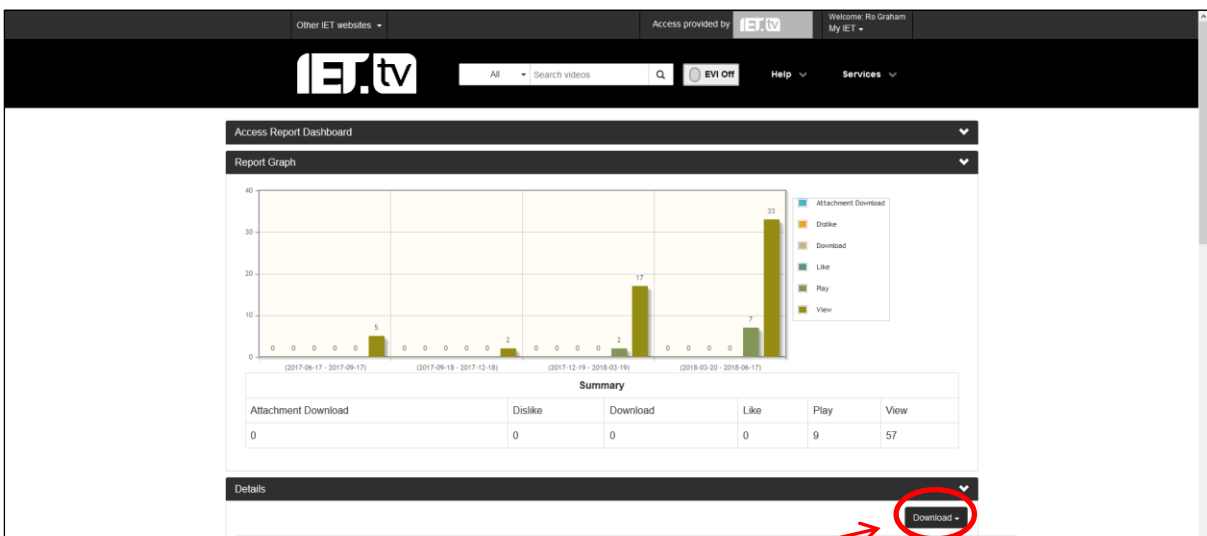 Other IET websites
Access provided by IET.tv
Welcome: Ro Graham
My IET
IET.tv
All Search videos EVI Off Help Services
Access Report Dashboard
Report Graph
40
30
20
10
0
0 0 0 0 0 5
0 0 0 0 0 2
0 0 0 0 2 17
0 0 0 0 7 33
(2017-06-17 - 2017-09-17) (2017-09-18 - 2017-12-18) (2017-12-19 - 2018-03-19) (2018-03-20 - 2018-06-17)
Attachment Download
Dislike
Download
Like
Play
View
Summary
Attachment Download Dislike Download Like Play View
0 0 0 0 9 57
Details
Download